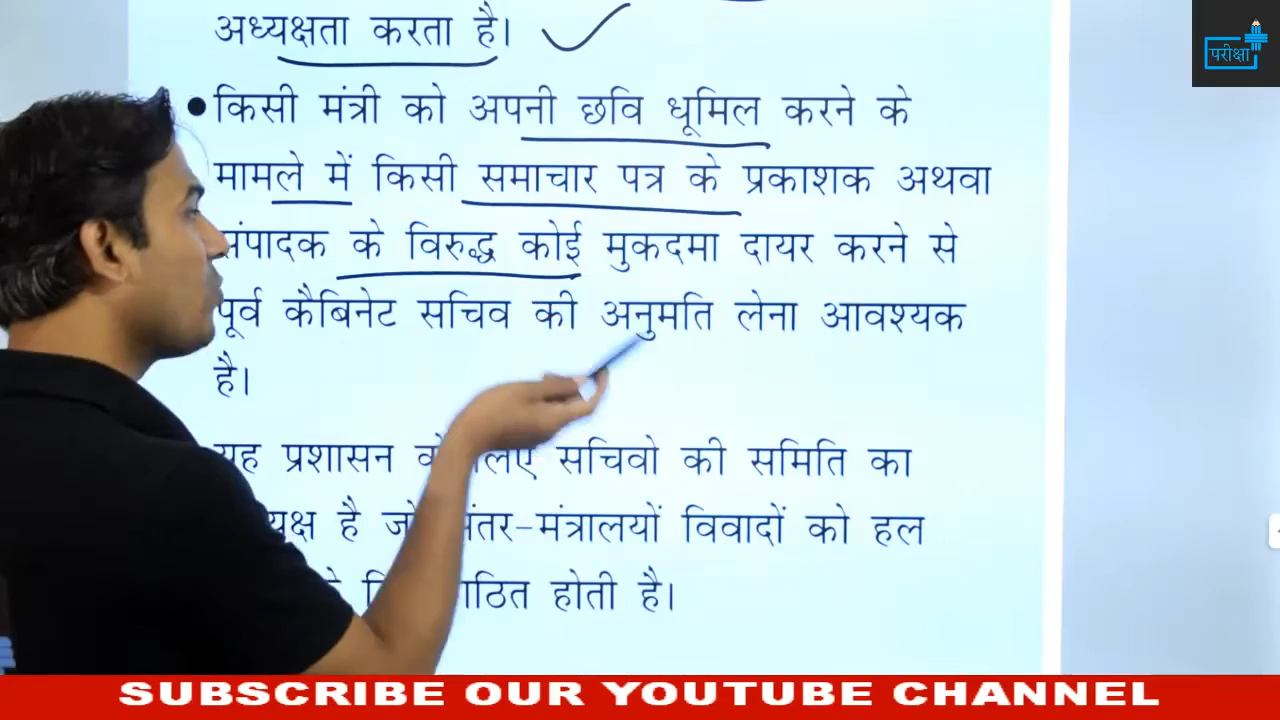 अध्यक्षता करता है।
परीक्षा
किसी मंत्री को अपनी छवि धूमिल करने के
मामले में किसी समाचार पत्र के प्रकाशक अथवा
संपादक के विरुद्ध कोई मुकदमा दायर करने से
पूर्व कैबिनेट सचिव की अनुमति लेना आवश्यक
है।
यह प्रशासन सचिवो की समिति का
है अंतर-मंत्रालयों विवादों को हल
होती है।
SUBSCRIBE OUR YOUTUBE CHANNEL